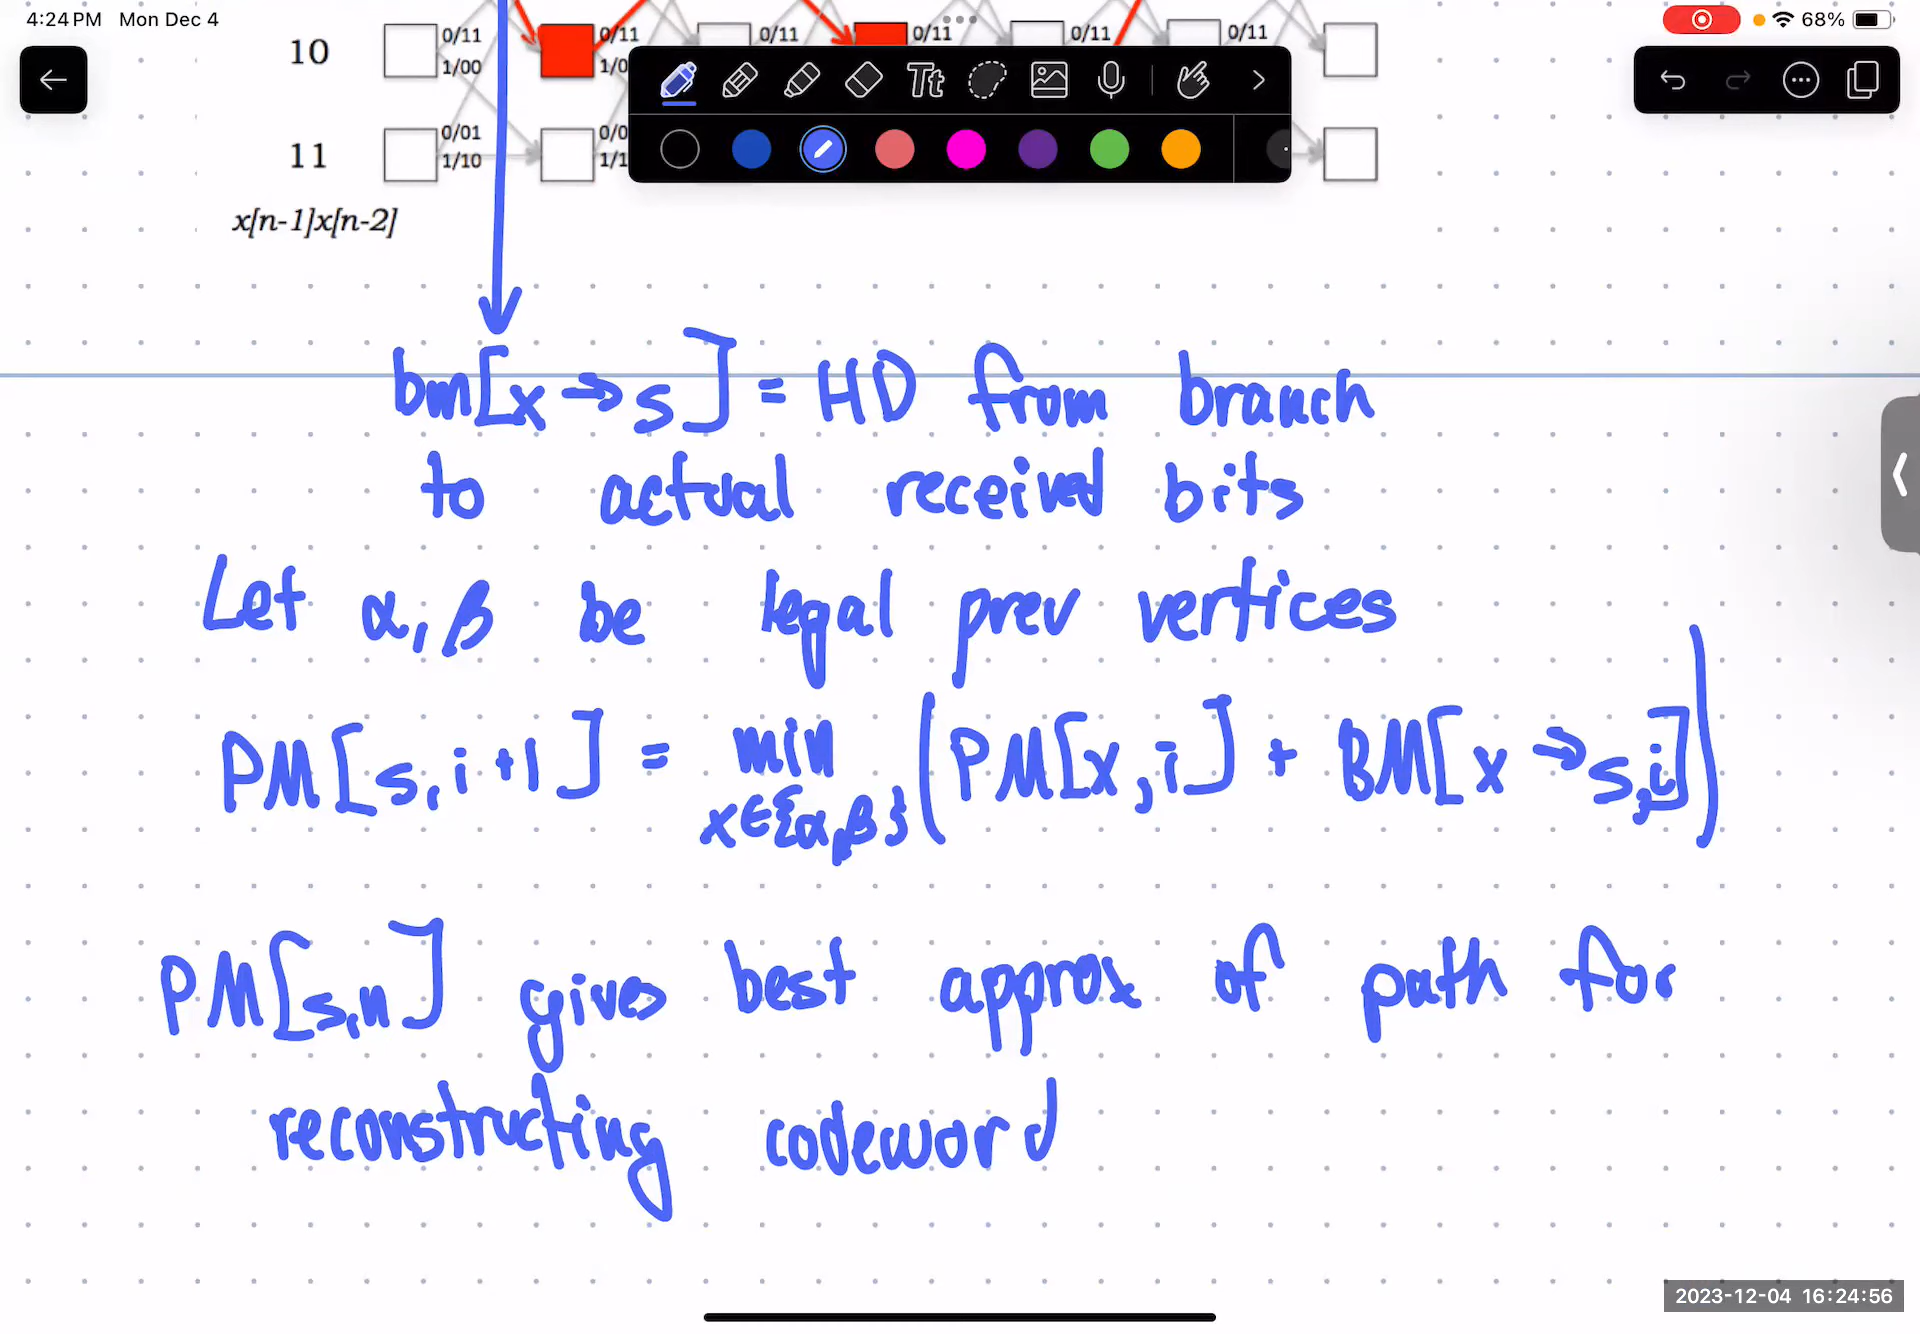 4:24 PM Mon Dec 4
68%
10 0/11 0/11 0/11 0/11 0/11 0/11
1/00 1/0
11 0/01 0/0
1/10 1/1
Tt
x[n-1]x[n-2]
bm[x→s] = HD from branch
to actual received bits
Let α, β be legal prev vertices
PM[s, i+1] = min (PM[x, i] + BM[x→s, i])
x∈{α,β}
PM[s,n] gives best approx of path for
reconstructing codeword
2023-12-04 16:24:56